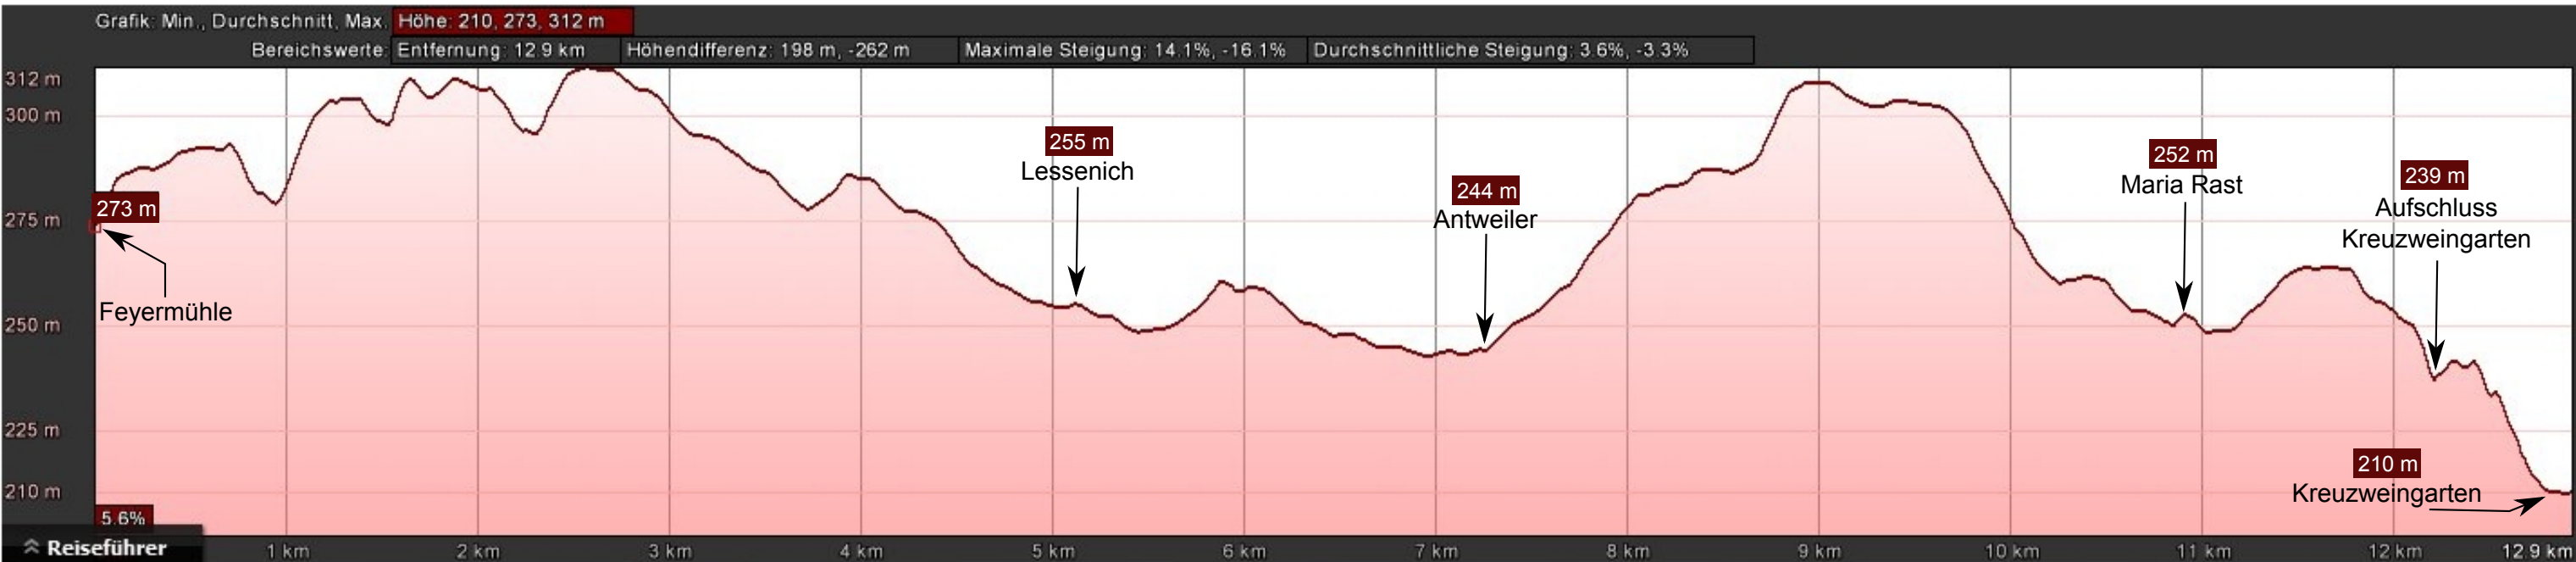 Grafik: Min., Durchschnitt, Max. Höhe: 210, 273, 312 m
Bereichswerte: Entfernung: 12.9 km Höhendifferenz: 198 m, -262 m Maximale Steigung: 14.1%, -16.1% Durchschnittliche Steigung: 3.6%, -3.3%
312 m
300 m
275 m
250 m
225 m
210 m
273 m
Feyermühle
255 m
Lessenich
244 m
Antweiler
252 m
Maria Rast
239 m
Aufschluss
Kreuzweingarten
210 m
Kreuzweingarten
5.6%
Reiseführer
1 km 2 km 3 km 4 km 5 km 6 km 7 km 8 km 9 km 10 km 11 km 12 km 12.9 km